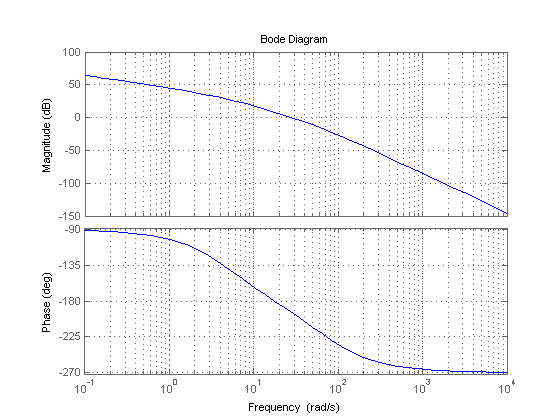 Bode Diagram
Magnitude (dB)
100
50
0
-50
-100
-150
Phase (deg)
-90
-135
-180
-225
-270
10^-1 10^0 10^1 10^2 10^3 10^4
Frequency (rad/s)